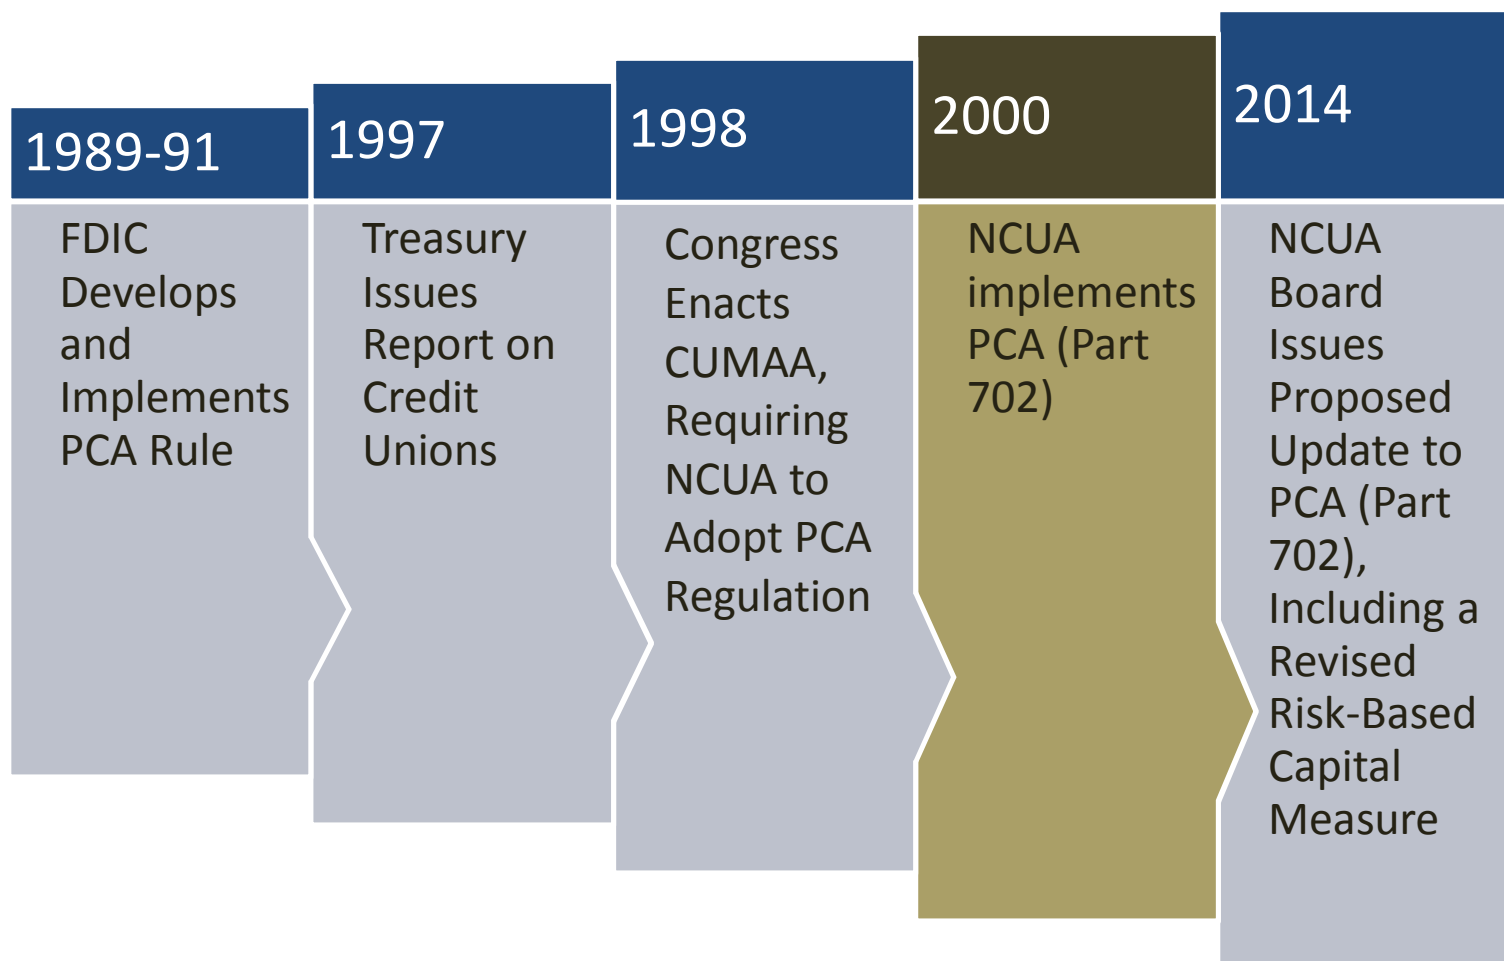 1989-91
FDIC
Develops
and
Implements
PCA Rule
1997
Treasury
Issues
Report on
Credit
Unions
1998
Congress
Enacts
CUMAA,
Requiring
NCUA to
Adopt PCA
Regulation
2000
NCUA
implements
PCA (Part
702)
2014
NCUA
Board
Issues
Proposed
Update to
PCA (Part
702),
Including a
Revised
Risk-Based
Capital
Measure